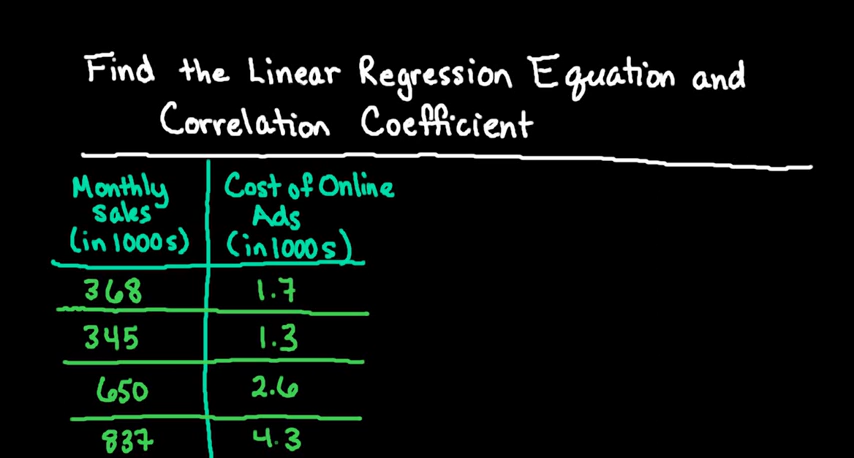 Find the Linear Regression Equation and
Correlation Coefficient
Monthly Sales (in 1000s)
Cost of Online Ads (in 1000s)
368 1.7
345 1.3
650 2.6
837 4.3